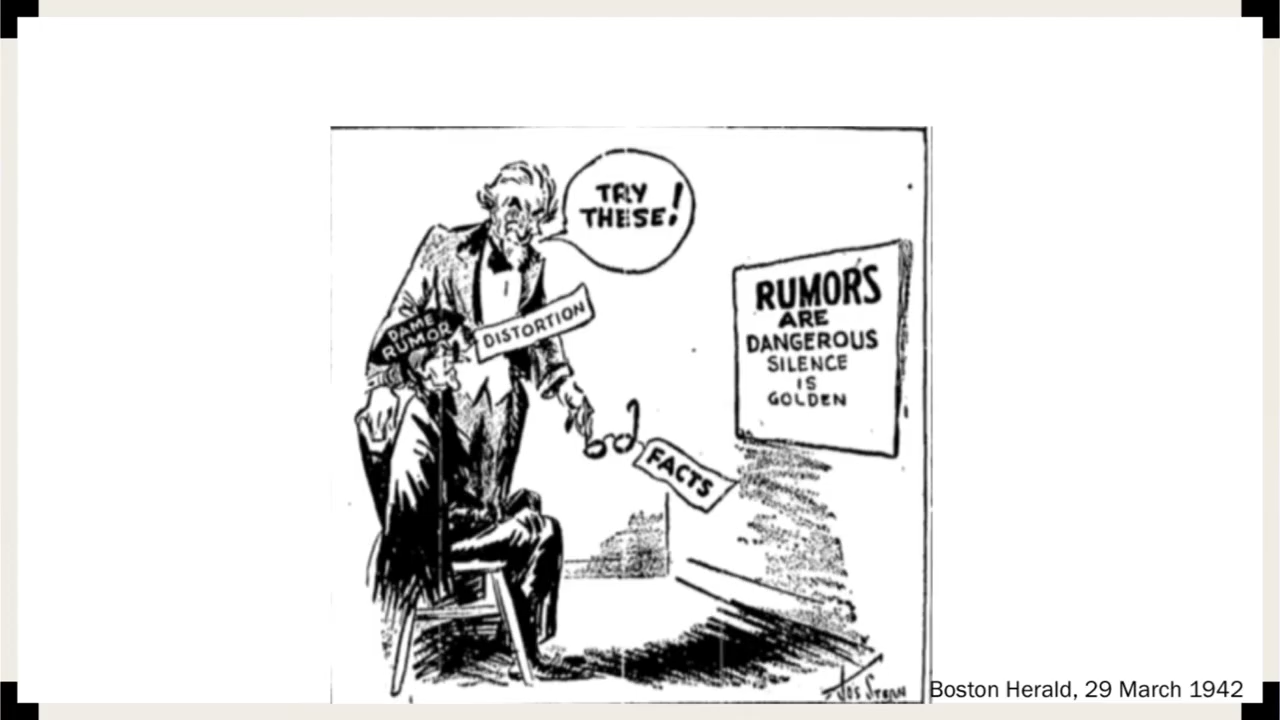 TRY
THESE!
DAME
RUMOR
DISTORTION
FACTS
RUMORS
ARE
DANGEROUS
SILENCE
IS
GOLDEN
Boston Herald, 29 March 1942